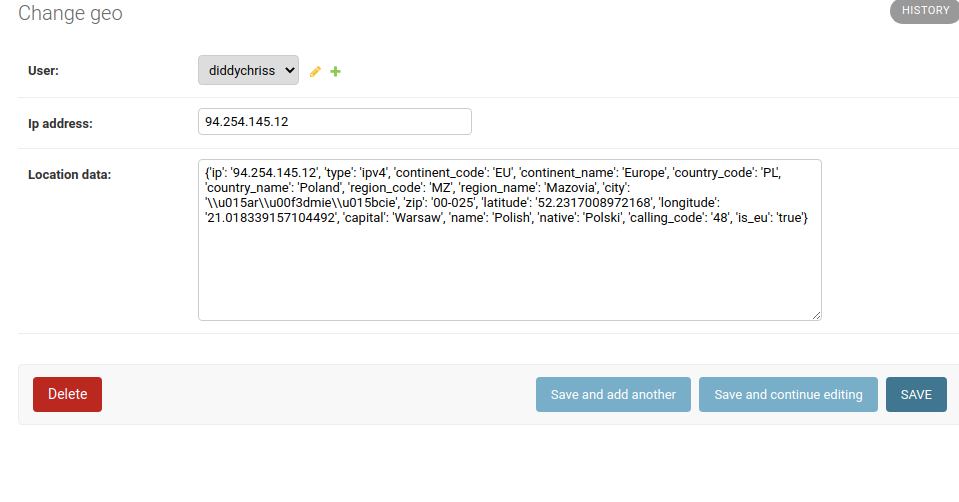 Change geo
HISTORY
User:
diddychriss
Ip address:
94.254.145.12
Location data:
{'ip': '94.254.145.12', 'type': 'ipv4', 'continent_code': 'EU', 'continent_name': 'Europe', 'country_code': 'PL',
'country_name': 'Poland', 'region_code': 'MZ', 'region_name': 'Mazovia', 'city':
'\\u015ar\\u00f3dmie\\u015bcie', 'zip': '00-025', 'latitude': '52.2317008972168', 'longitude':
'21.018339157104492', 'capital': 'Warsaw', 'name': 'Polish', 'native': 'Polski', 'calling_code': '48', 'is_eu': 'true'}
Delete
Save and add another
Save and continue editing
SAVE